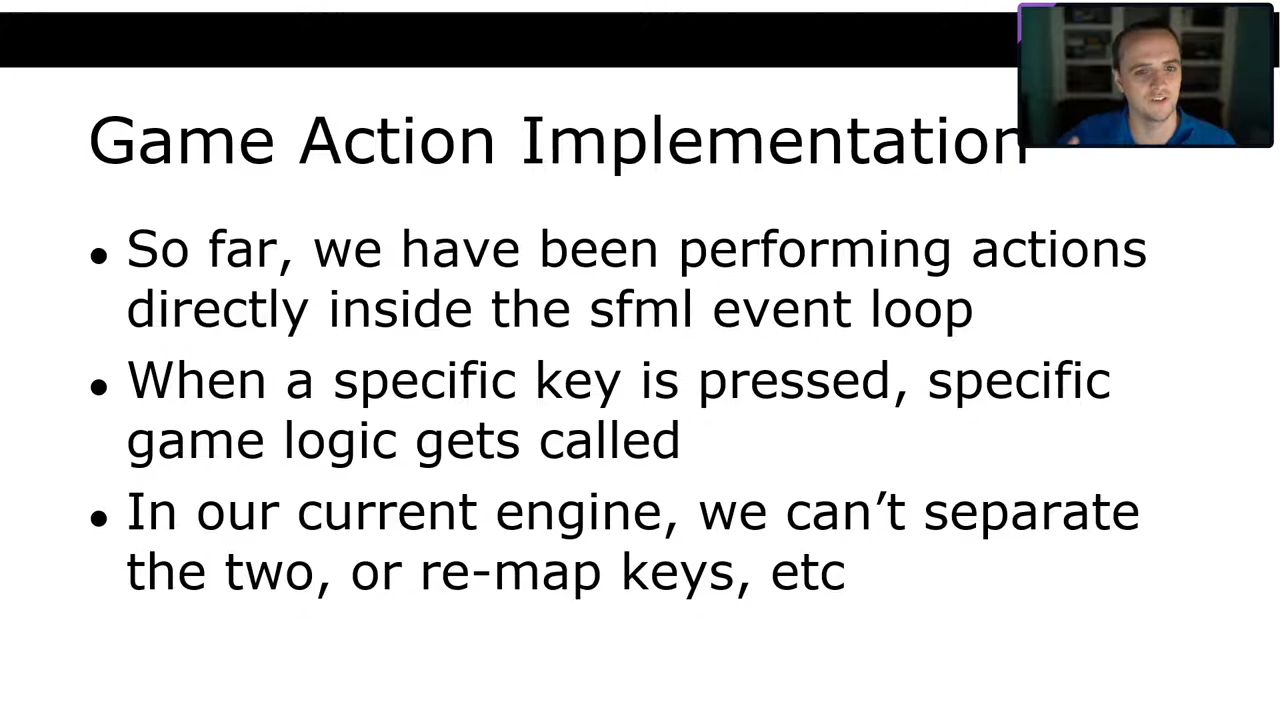 Game Action Implementation
• So far, we have been performing actions
directly inside the sfml event loop
• When a specific key is pressed, specific
game logic gets called
• In our current engine, we can’t separate
the two, or re-map keys, etc